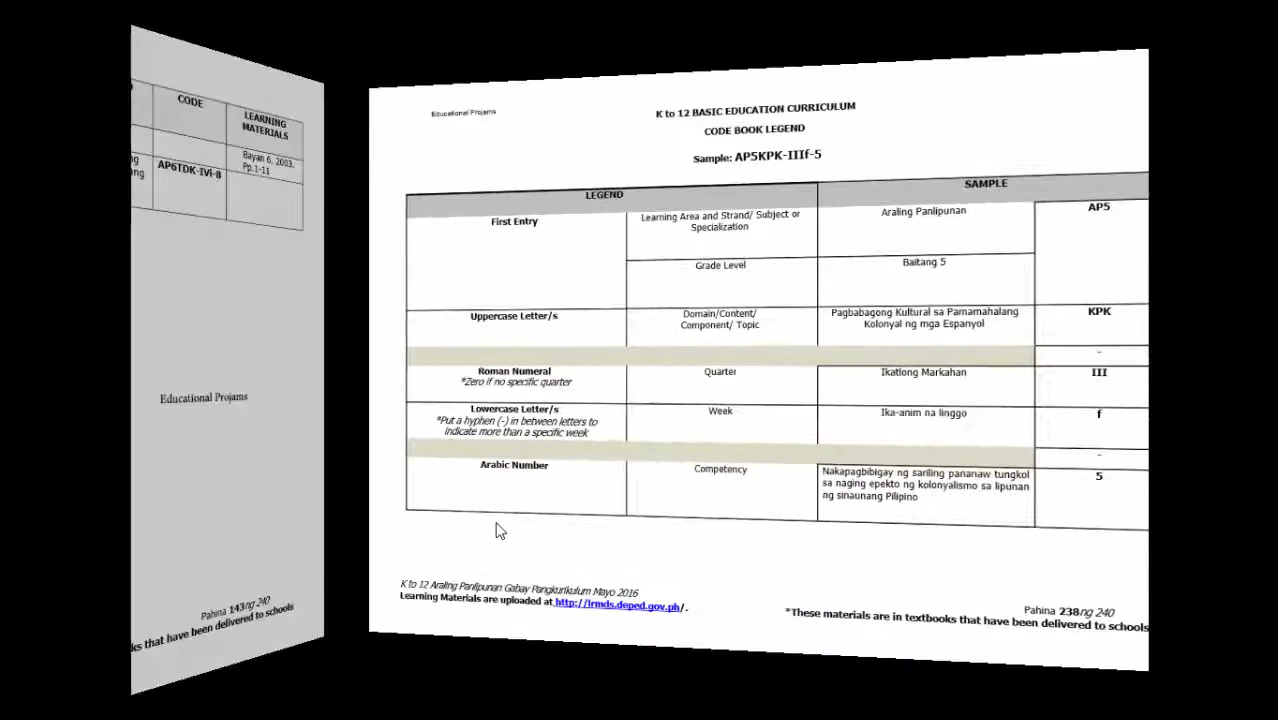 CODE
LEARNING
MATERIALS
Bayan 6, 2003.
Pp.1-11
ng
ng
AP6TDK-IVi-8
Educational Projams
Pahina 143 ng 240
ks that have been delivered to schools
Educational Projams
K to 12 BASIC EDUCATION CURRICULUM
CODE BOOK LEGEND
Sample: AP5KPK-IIIf-5
LEGEND
SAMPLE
First Entry
Learning Area and Strand/ Subject or
Specialization
Araling Panlipunan
AP5
Grade Level
Baitang 5
Uppercase Letter/s
Domain/Content/
Component/ Topic
Pagbabagong Kultural sa Pamamahalang
Kolonyal ng mga Espanyol
KPK
-
Roman Numeral
*Zero if no specific quarter
Quarter
Ikatlong Markahan
III
Lowercase Letter/s
*Put a hyphen (-) in between letters to
indicate more than a specific week
Week
Ika-anim na linggo
f
-
Arabic Number
Competency
Nakapagbibigay ng sariling pananaw tungkol
sa naging epekto ng kolonyalismo sa lipunan
ng sinaunang Pilipino
5
K to 12 Araling Panlipunan Gabay Pangkurikulum Mayo 2016
Learning Materials are uploaded at http://lrmds.deped.gov.ph/.
Pahina 238 ng 240
*These materials are in textbooks that have been delivered to schools